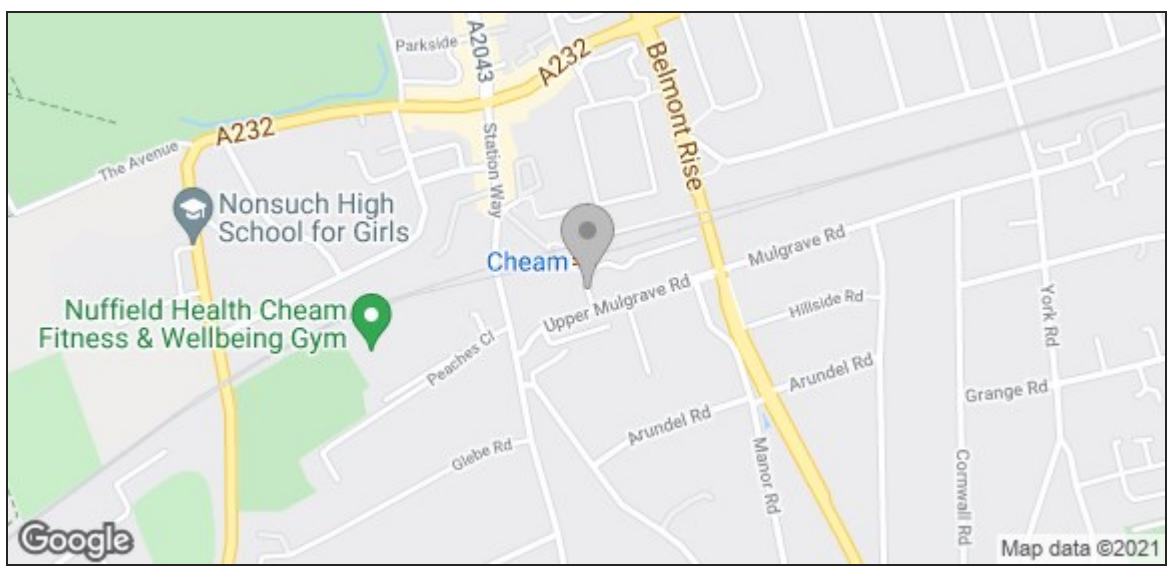 Parkside
A2043
A232
Belmont Rise
A232
The Avenue
Station Way
Nonsuch High
School for Girls
Mulgrave Rd
Cheam
Upper Mulgrave Rd
Hillside Rd
York Rd
Nuffield Health Cheam
Fitness & Wellbeing Gym
Peaches Cl
Arundel Rd
Grange Rd
Arundel Rd
Glebe Rd
Manor Rd
Cornwall Rd
Google
Map data ©2021